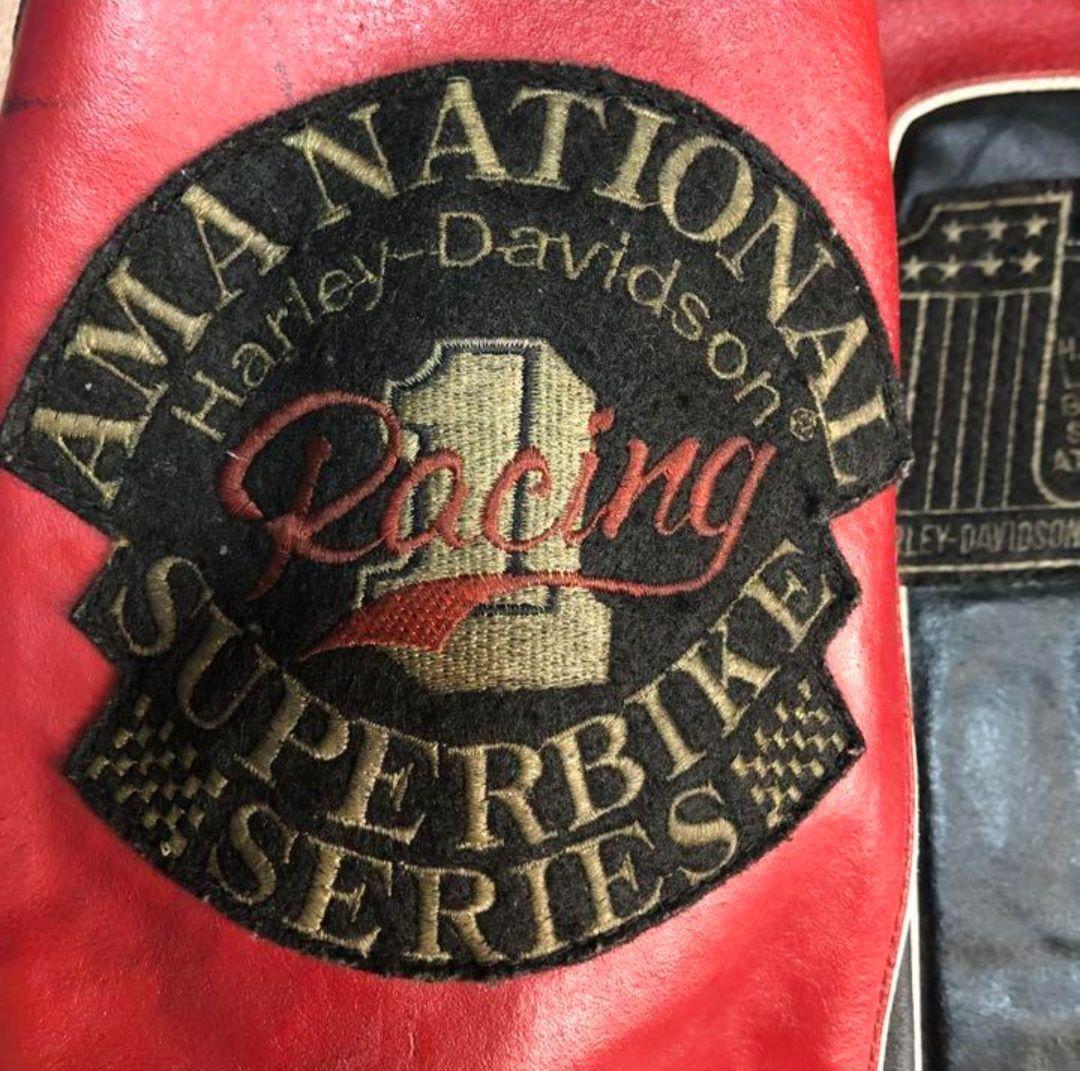 AMA NATIONAL
Harley-Davidson®
1
Racing
SUPERBIKE
SERIES
RLEY-DAVIDSON